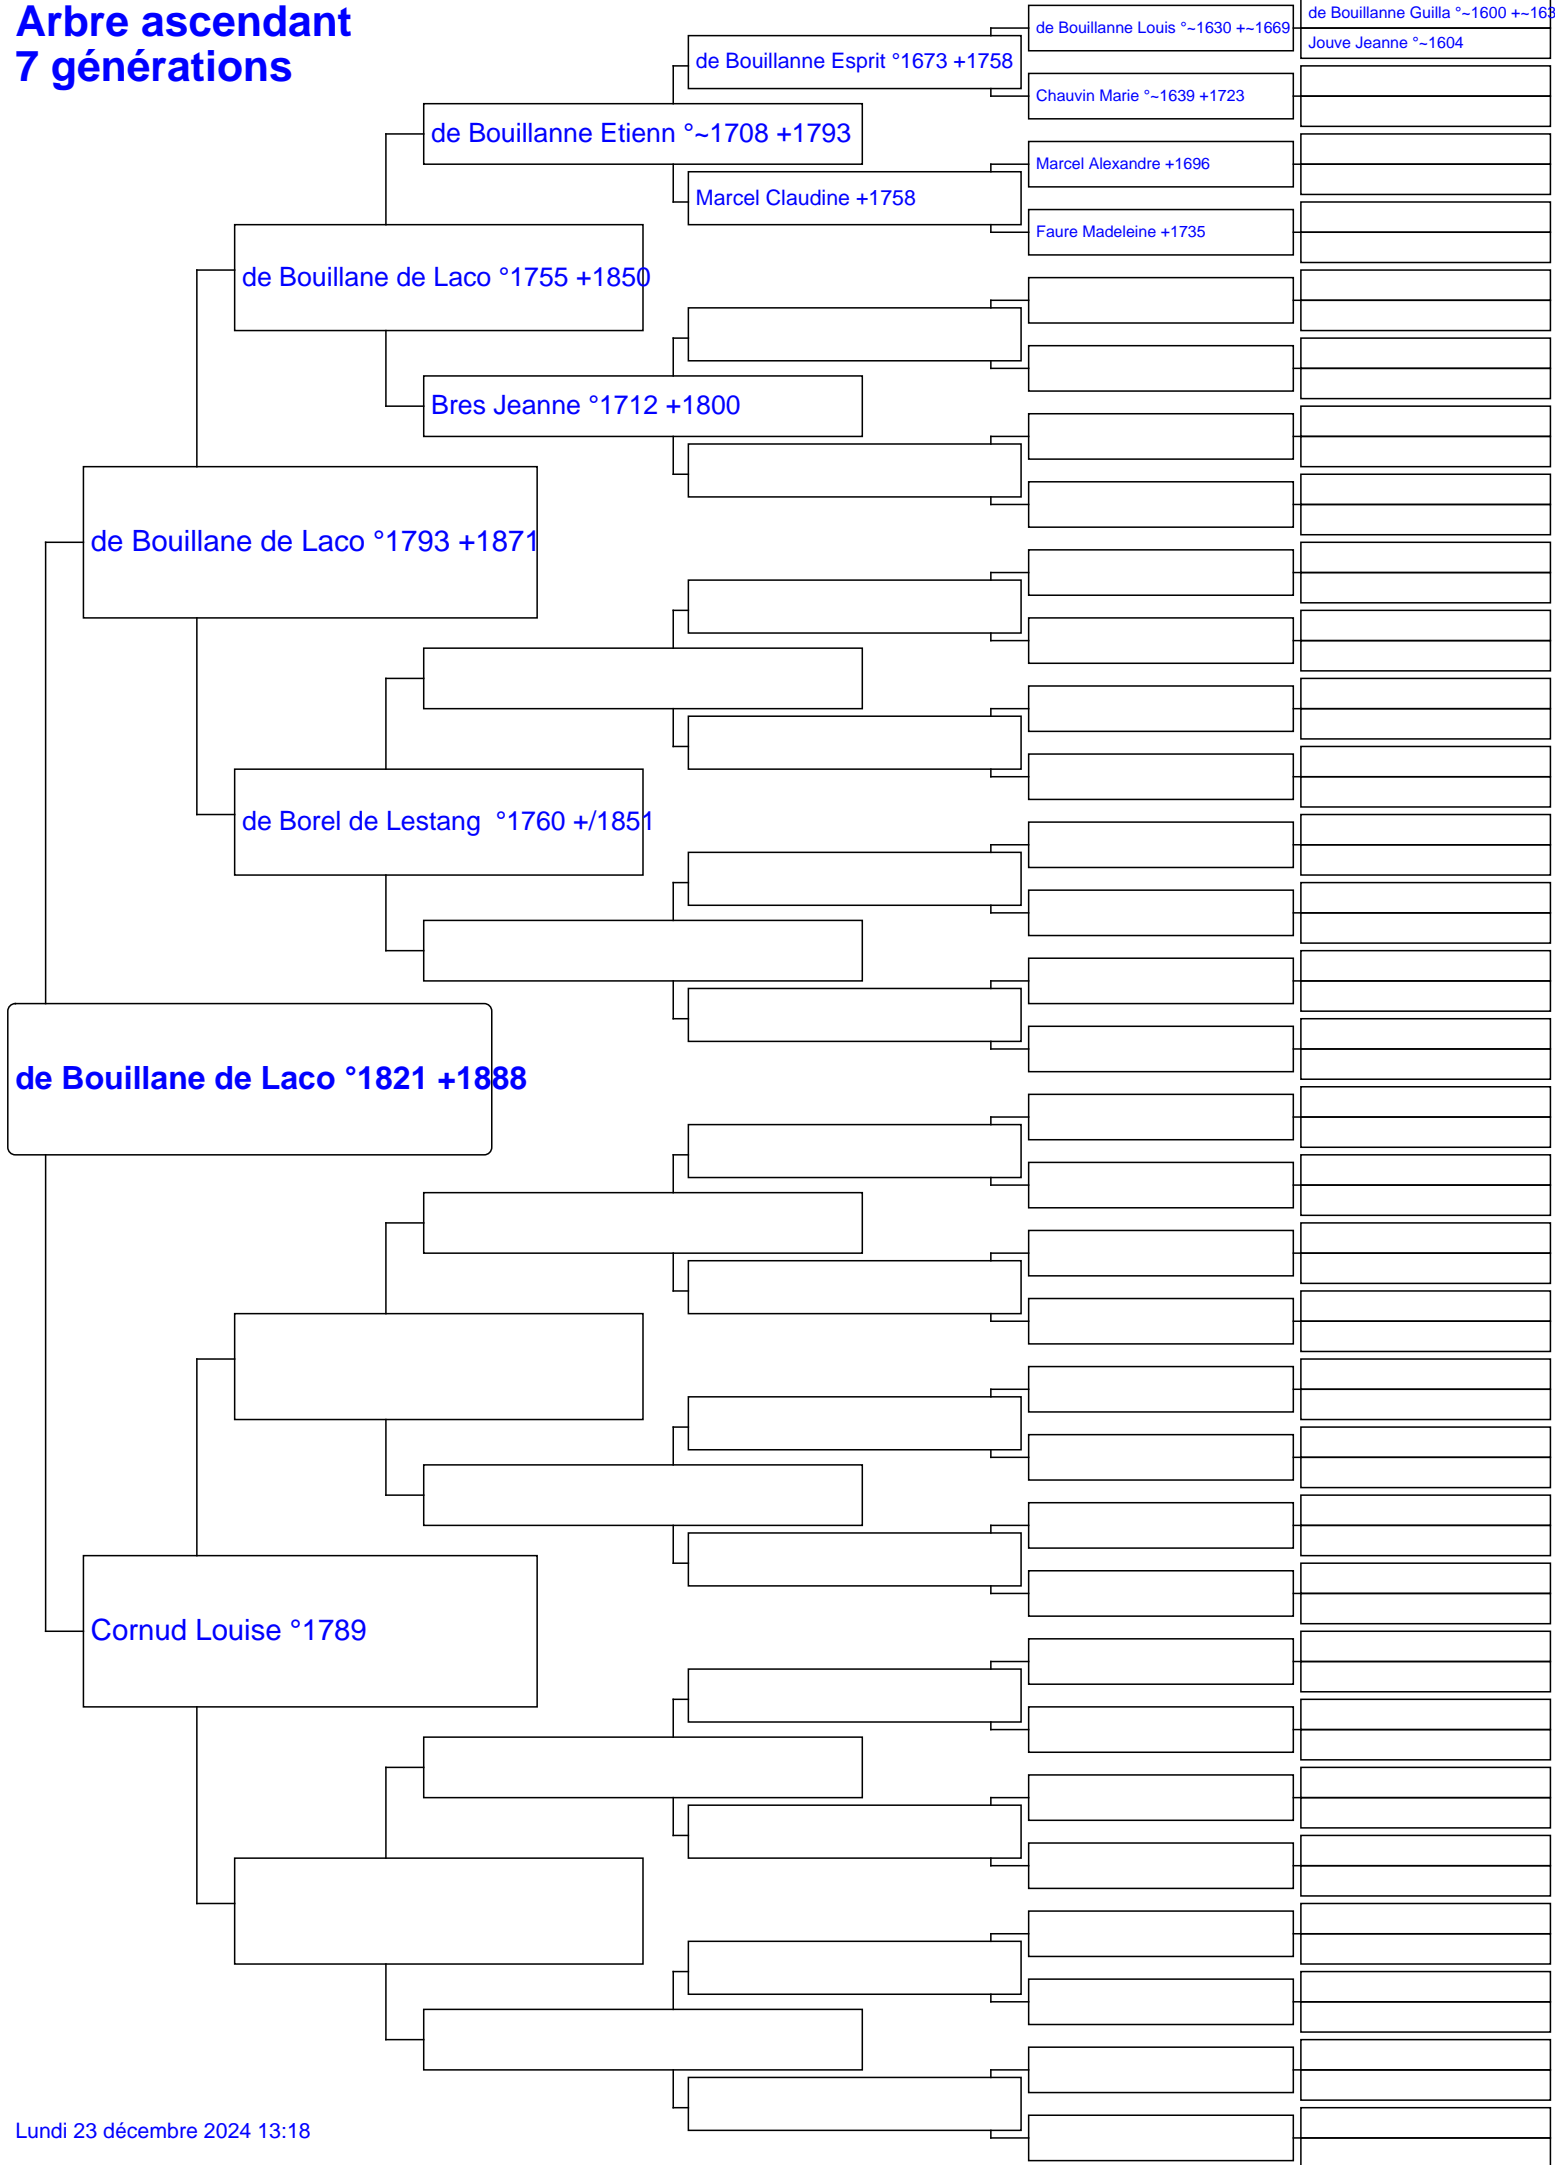 Arbre ascendant
7 générations
de Bouillanne Guilla °~1600 +~163
de Bouillanne Louis °~1630 +~1669
Jouve Jeanne °~1604
de Bouillanne Esprit °1673 +1758
Chauvin Marie °~1639 +1723
de Bouillanne Etienn °~1708 +1793
Marcel Alexandre +1696
Marcel Claudine +1758
Faure Madeleine +1735
de Bouillane de Laco °1755 +1850
Bres Jeanne °1712 +1800
de Bouillane de Laco °1793 +1871
de Borel de Lestang  °1760 +/1851
de Bouillane de Laco °1821 +1888
Cornud Louise °1789
Lundi 23 décembre 2024 13:18